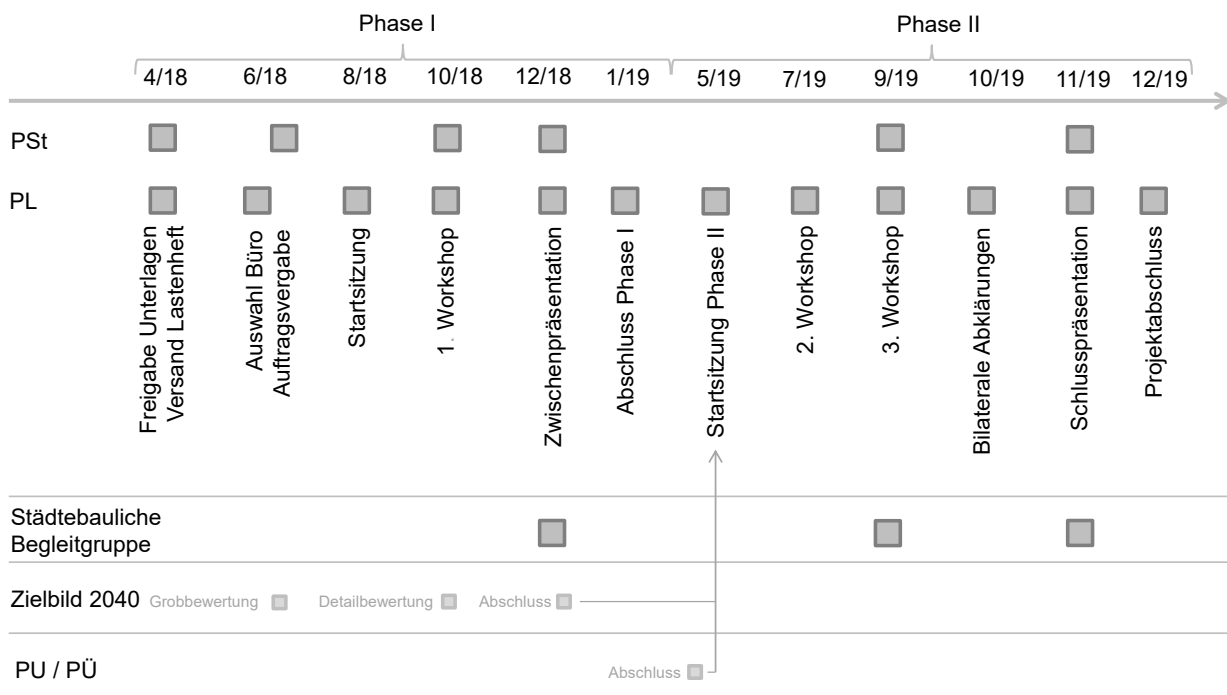 Phase I
Phase II
4/18 6/18 8/18 10/18 12/18 1/19 5/19 7/19 9/19 10/19 11/19 12/19
PSt
PL
Freigabe Unterlagen
Versand Lastenheft
Auswahl Büro
Auftragsvergabe
Startsitzung
1. Workshop
Zwischenpräsentation
Abschluss Phase I
Startsitzung Phase II
2. Workshop
3. Workshop
Bilaterale Abklärungen
Schlusspräsentation
Projektabschluss
Städtebauliche
Begleitgruppe
Zielbild 2040 Grobbewertung Detailbewertung Abschluss
PU / PÜ Abschluss